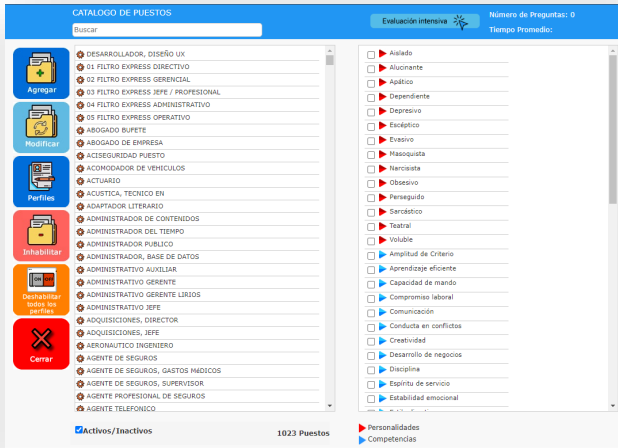 CATALOGO DE PUESTOS
Buscar
Evaluación intensiva
Número de Preguntas: 0
Tiempo Promedio:
Agregar
Modificar
Perfiles
Inhabilitar
ON OFF
Deshabilitar
todos los
perfiles
Cerrar
DESARROLLADOR, DISEÑO UX
01 FILTRO EXPRESS DIRECTIVO
02 FILTRO EXPRESS GERENCIAL
03 FILTRO EXPRESS JEFE / PROFESIONAL
04 FILTRO EXPRESS ADMINISTRATIVO
05 FILTRO EXPRESS OPERATIVO
ABOGADO BUFETE
ABOGADO DE EMPRESA
ACISEGURIDAD PUESTO
ACOMODADOR DE VEHICULOS
ACTUARIO
ACUSTICA, TECNICO EN
ADAPTADOR LITERARIO
ADMINISTRADOR DE CONTENIDOS
ADMINISTRADOR DEL TIEMPO
ADMINISTRADOR PUBLICO
ADMINISTRADOR, BASE DE DATOS
ADMINISTRATIVO AUXILIAR
ADMINISTRATIVO GERENTE
ADMINISTRATIVO GERENTE LIRIOS
ADMINISTRATIVO JEFE
ADQUISICIONES, DIRECTOR
ADQUISICIONES, JEFE
AERONAUTICO INGENIERO
AGENTE DE SEGUROS
AGENTE DE SEGUROS, GASTOS MéDICOS
AGENTE DE SEGUROS, SUPERVISOR
AGENTE PROFESIONAL DE SEGUROS
AGENTE TELEFONICO
Activos/Inactivos
1023 Puestos
Aislado
Alucinante
Apático
Dependiente
Depresivo
Escéptico
Evasivo
Masoquista
Narcisista
Obsesivo
Perseguido
Sarcástico
Teatral
Voluble
Amplitud de Criterio
Aprendizaje eficiente
Capacidad de mando
Compromiso laboral
Comunicación
Conducta en conflictos
Creatividad
Desarrollo de negocios
Disciplina
Espíritu de servicio
Estabilidad emocional
Personalidades
Competencias